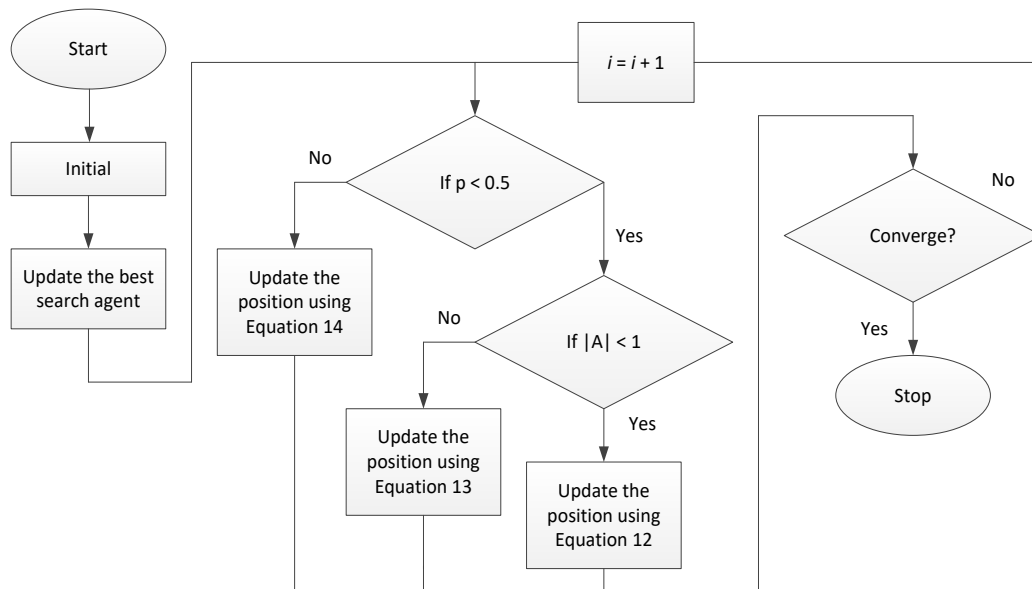 Start
Initial
Update the best
search agent
i = i + 1
If p < 0.5
No
Yes
Update the
position using
Equation 14
If |A| < 1
No
Yes
Update the
position using
Equation 13
Update the
position using
Equation 12
Converge?
No
Yes
Stop